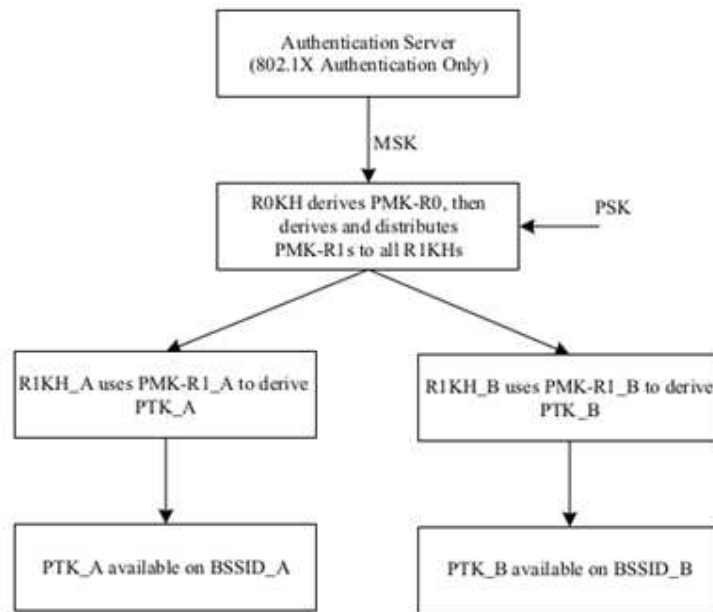 Authentication Server
(802.1X Authentication Only)
MSK
R0KH derives PMK-R0, then
derives and distributes
PMK-R1s to all R1KHs
PSK
R1KH_A uses PMK-R1_A to derive
PTK_A
R1KH_B uses PMK-R1_B to derive
PTK_B
PTK_A available on BSSID_A
PTK_B available on BSSID_B